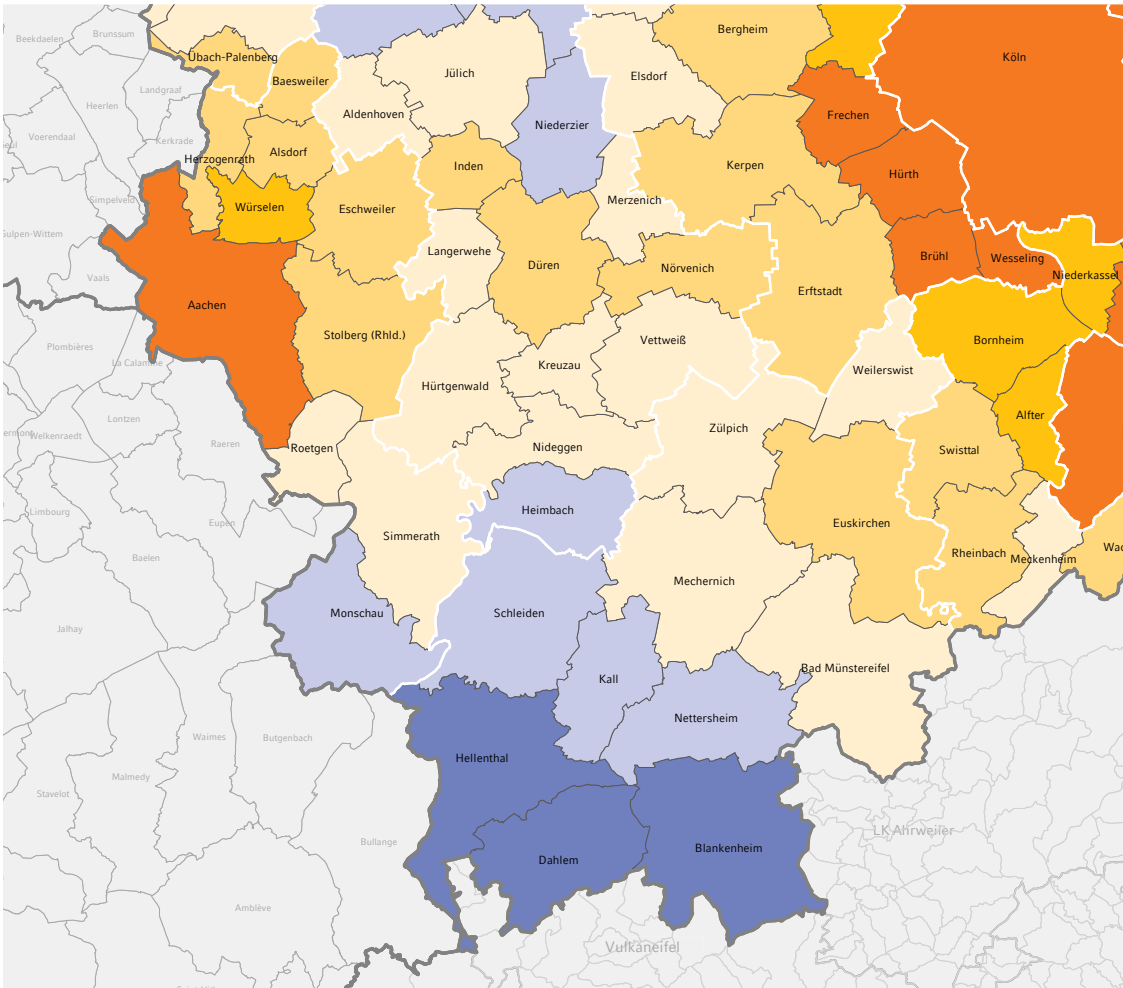 Beekdaelen
Brunssum
Übach-Palenberg
Bergheim
Köln
Jülich
Elsdorf
Baesweiler
Landgraaf
Heerlen
Aldenhoven
Frechen
Niederzier
Voerendaal
Kerkrade
Alsdorf
Herzogenrath
Inden
Kerpen
Hürth
Simpelveld
Merzenich
Würselen
Eschweiler
Gulpen-Wittem
Langerwehe
Brühl
Wesseling
Düren
Nörvenich
Niederkassel
Vaals
Erftstadt
Aachen
Stolberg (Rhld.)
Vettweiß
Bornheim
Plombières
La Calamine
Kreuzau
Weilerswist
Hürtgenwald
Alfter
Lontzen
Zülpich
Welkenraedt
Raeren
Roetgen
Nideggen
Swisttal
Limbourg
Heimbach
Eupen
Euskirchen
Simmerath
Baelen
Rheinbach
Meckenheim
Mechernich
Monschau
Schleiden
Jalhay
Bad Münstereifel
Kall
Nettersheim
Waimes
Butgenbach
Hellenthal
Malmedy
Stavelot
LK Ahrweiler
Bullange
Blankenheim
Dahlem
Amblève
Vulkaneifel